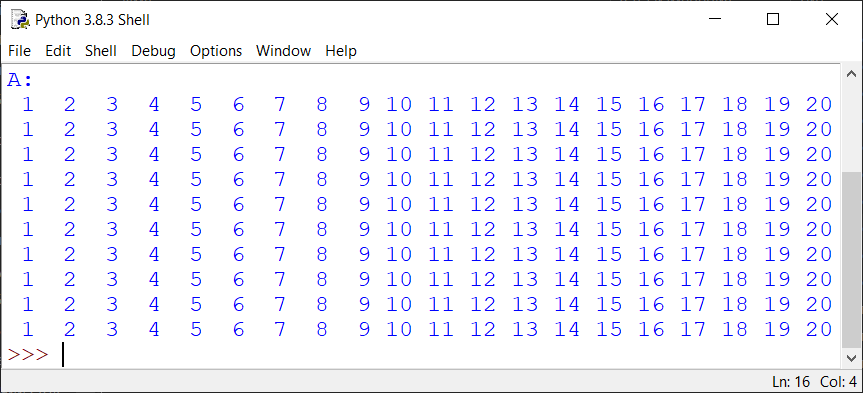 Python 3.8.3 Shell
File Edit Shell Debug Options Window Help
A:
1 2 3 4 5 6 7 8 9 10 11 12 13 14 15 16 17 18 19 20
1 2 3 4 5 6 7 8 9 10 11 12 13 14 15 16 17 18 19 20
1 2 3 4 5 6 7 8 9 10 11 12 13 14 15 16 17 18 19 20
1 2 3 4 5 6 7 8 9 10 11 12 13 14 15 16 17 18 19 20
1 2 3 4 5 6 7 8 9 10 11 12 13 14 15 16 17 18 19 20
1 2 3 4 5 6 7 8 9 10 11 12 13 14 15 16 17 18 19 20
1 2 3 4 5 6 7 8 9 10 11 12 13 14 15 16 17 18 19 20
1 2 3 4 5 6 7 8 9 10 11 12 13 14 15 16 17 18 19 20
1 2 3 4 5 6 7 8 9 10 11 12 13 14 15 16 17 18 19 20
1 2 3 4 5 6 7 8 9 10 11 12 13 14 15 16 17 18 19 20
>>>
Ln: 16 Col: 4